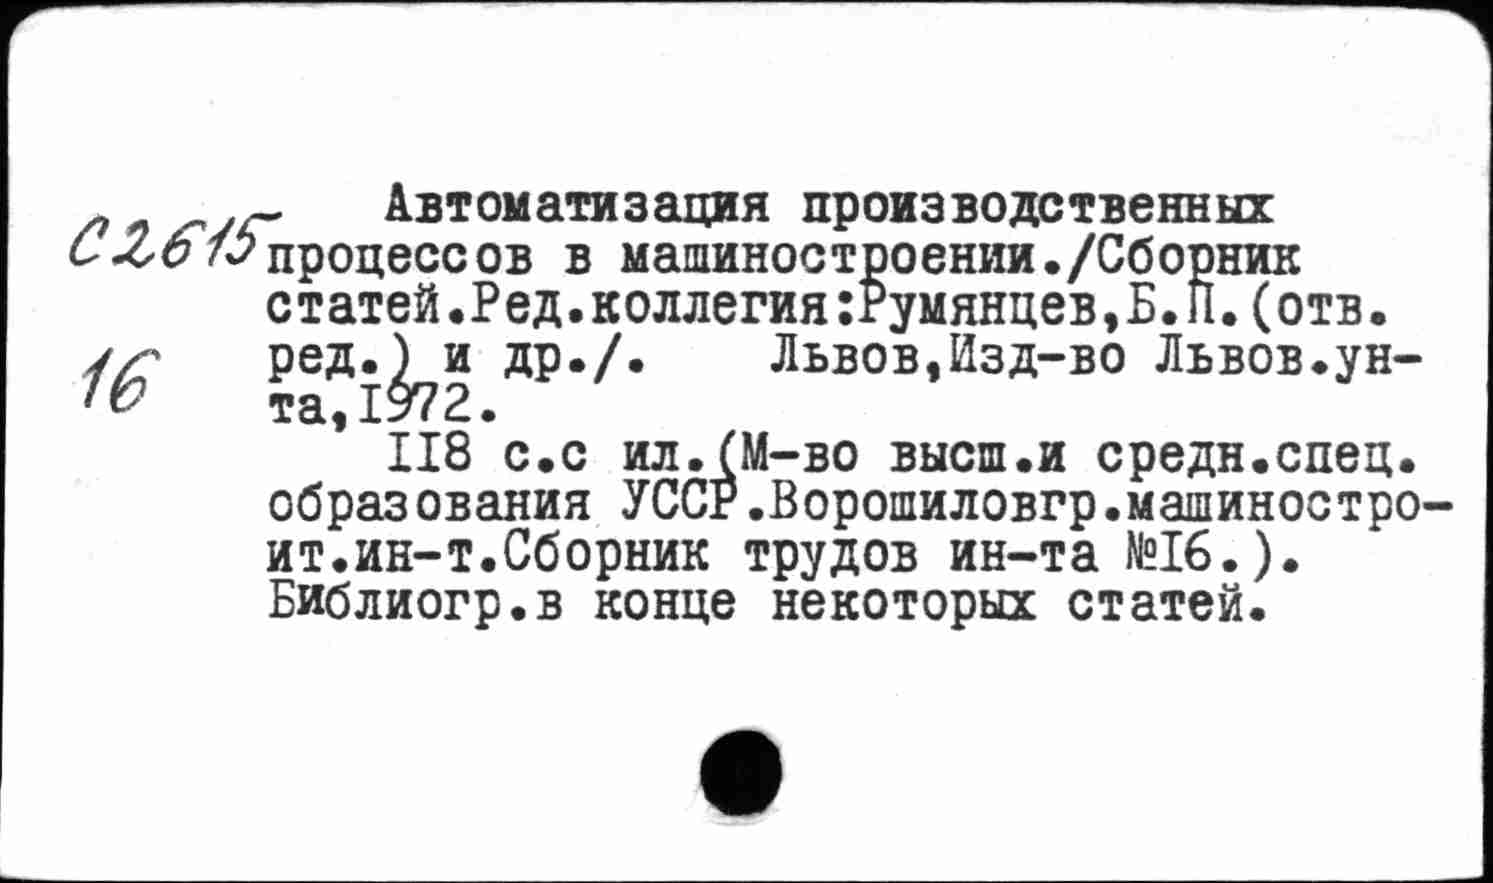 Автоматизация производственных
С2615 процессов в машиностроении./Сборник
статей.Ред.коллегия:Румянцев,Б.П.(отв.
16 ред.) и др./. Львов,Изд-во Львов.ун-
та,1972.
118 с.с ил.(М-во высш.и средн.спец.
образования УССР.Ворошиловгр.машиностро-
ит.ин-т.Сборник трудов ин-та №16.).
Библиогр.в конце некоторых статей.